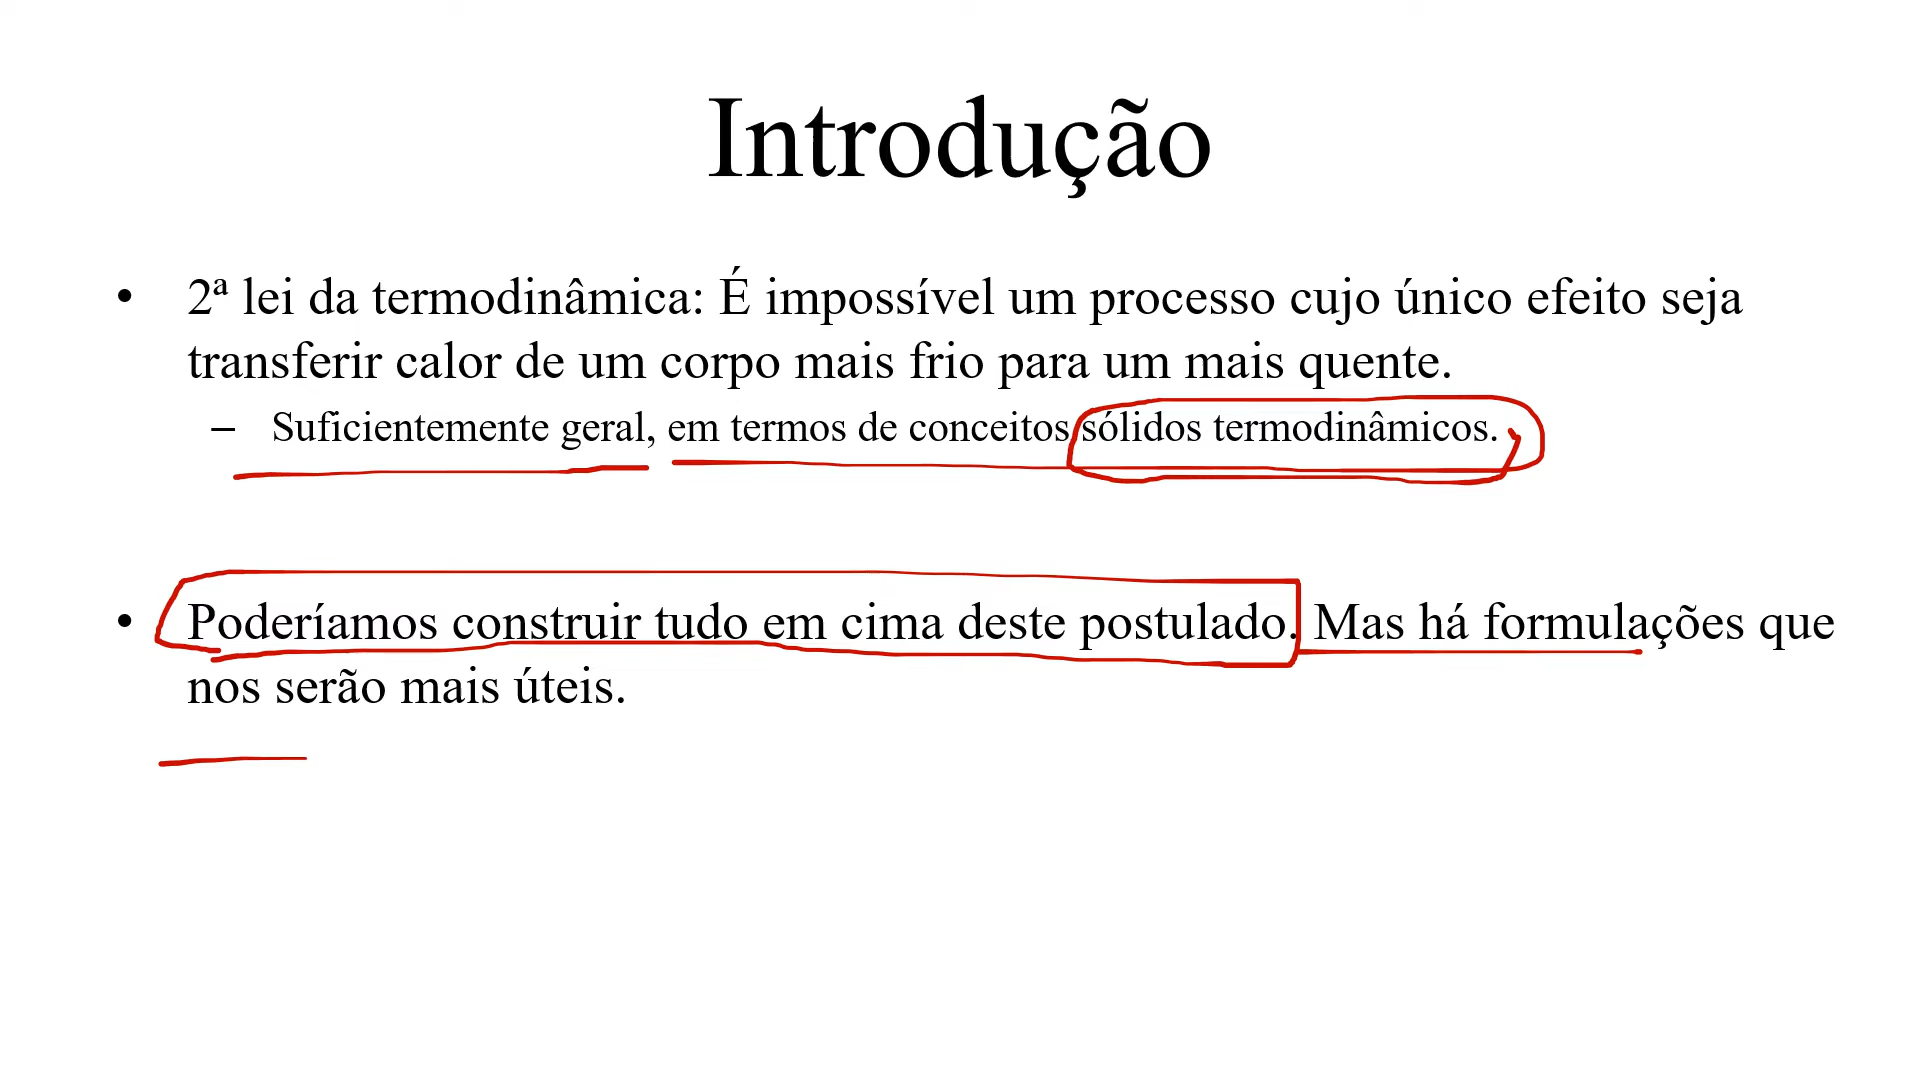 Introdução
• 2ª lei da termodinâmica: É impossível um processo cujo único efeito seja
transferir calor de um corpo mais frio para um mais quente.
– Suficientemente geral, em termos de conceitos sólidos termodinâmicos.
• Poderíamos construir tudo em cima deste postulado. Mas há formulações que
nos serão mais úteis.